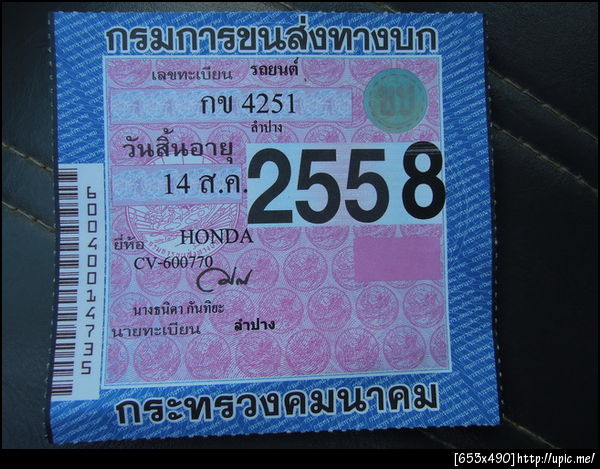 กรมการขนส่งทางบก
เลขทะเบียน รถยนต์
กข 4251
ลำปาง
ขบ
วันสิ้นอายุ
14 ส.ค. 2558
ยี่ห้อ HONDA
CV-600770
นางธนิดา กันทิยะ
นายทะเบียน ลำปาง
กระทรวงคมนาคม
60040014735
[653x490]http://upic.me/